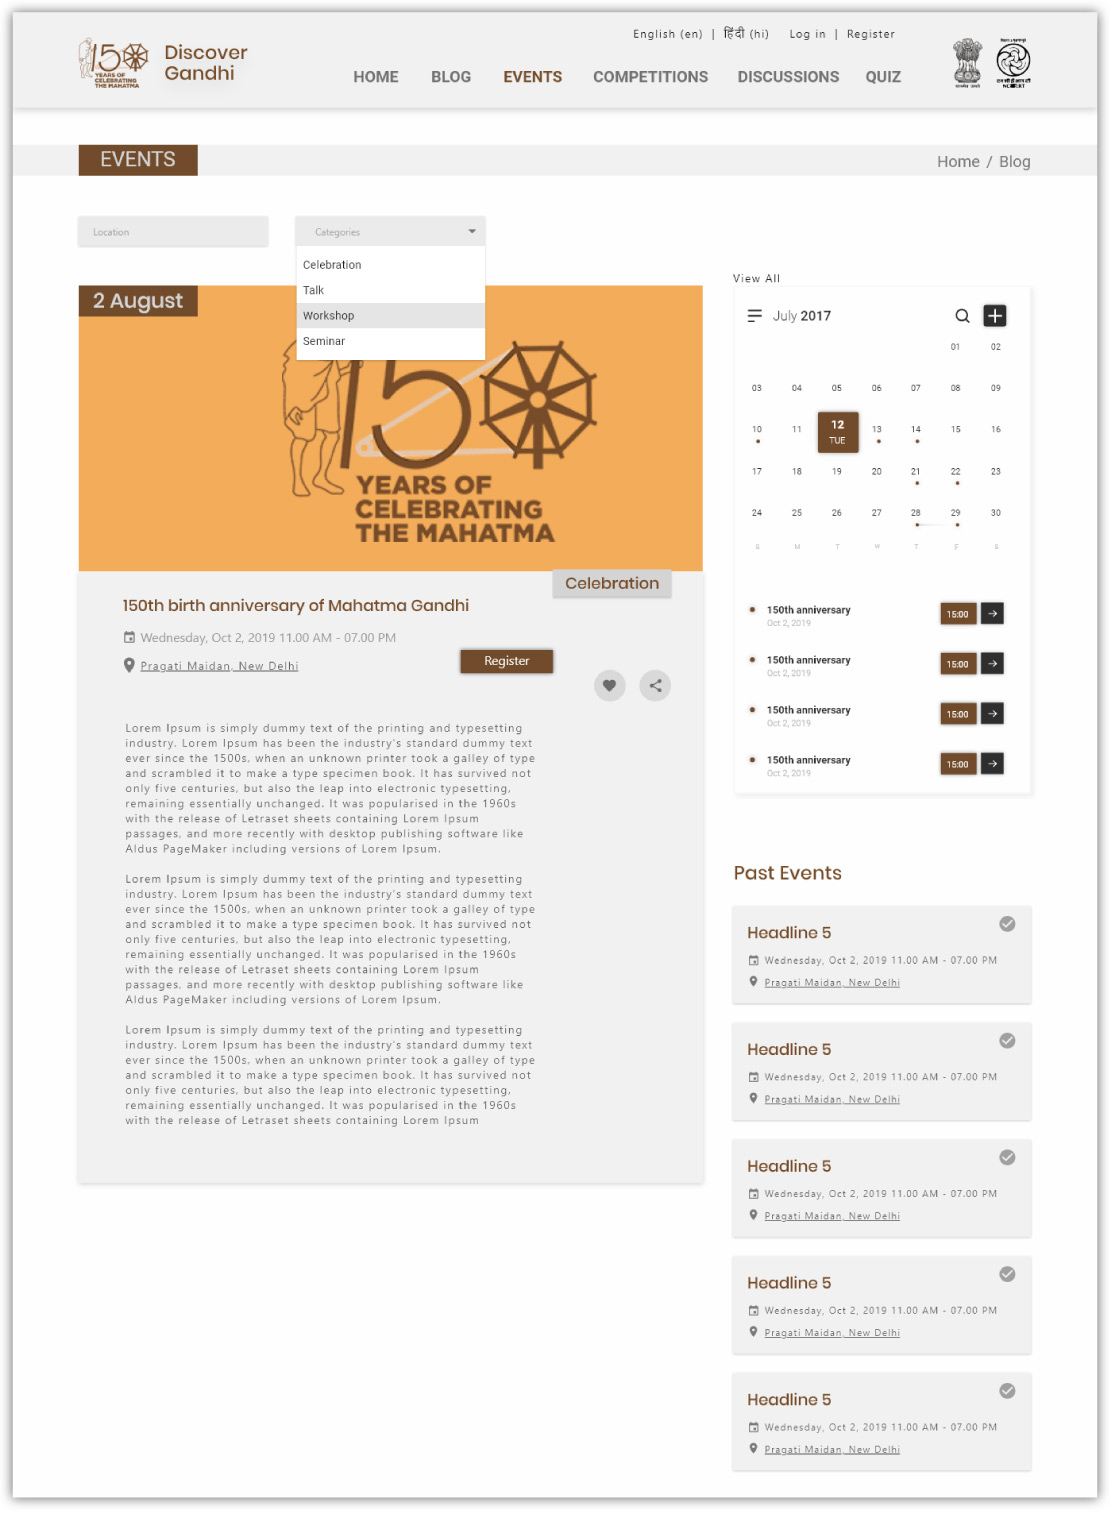 English (en) | हिंदी (hi) Log in | Register
150
YEARS OF
CELEBRATING
THE MAHATMA
Discover
Gandhi
HOME BLOG EVENTS COMPETITIONS DISCUSSIONS QUIZ
NCERT
EVENTS
Home / Blog
Location
Categories
Celebration
Talk
Workshop
Seminar
2 August
150
YEARS OF
CELEBRATING
THE MAHATMA
Celebration
150th birth anniversary of Mahatma Gandhi
Wednesday, Oct 2, 2019 11.00 AM - 07.00 PM
Pragati Maidan, New Delhi
Register
Lorem Ipsum is simply dummy text of the printing and typesetting
industry. Lorem Ipsum has been the industry's standard dummy text
ever since the 1500s, when an unknown printer took a galley of type
and scrambled it to make a type specimen book. It has survived not
only five centuries, but also the leap into electronic typesetting,
remaining essentially unchanged. It was popularised in the 1960s
with the release of Letraset sheets containing Lorem Ipsum
passages, and more recently with desktop publishing software like
Aldus PageMaker including versions of Lorem Ipsum.
Lorem Ipsum is simply dummy text of the printing and typesetting
industry. Lorem Ipsum has been the industry's standard dummy text
ever since the 1500s, when an unknown printer took a galley of type
and scrambled it to make a type specimen book. It has survived not
only five centuries, but also the leap into electronic typesetting,
remaining essentially unchanged. It was popularised in the 1960s
with the release of Letraset sheets containing Lorem Ipsum
passages, and more recently with desktop publishing software like
Aldus PageMaker including versions of Lorem Ipsum.
Lorem Ipsum is simply dummy text of the printing and typesetting
industry. Lorem Ipsum has been the industry's standard dummy text
ever since the 1500s, when an unknown printer took a galley of type
and scrambled it to make a type specimen book. It has survived not
only five centuries, but also the leap into electronic typesetting,
remaining essentially unchanged. It was popularised in the 1960s
with the release of Letraset sheets containing Lorem Ipsum
View All
July 2017
01 02
03 04 05 06 07 08 09
10 11 12 13 14 15 16
TUE
17 18 19 20 21 22 23
24 25 26 27 28 29 30
S M T W T F S
150th anniversary 15:00
Oct 2, 2019
150th anniversary 15:00
Oct 2, 2019
150th anniversary 15:00
Oct 2, 2019
150th anniversary 15:00
Oct 2, 2019
Past Events
Headline 5
Wednesday, Oct 2, 2019 11.00 AM - 07.00 PM
Pragati Maidan, New Delhi
Headline 5
Wednesday, Oct 2, 2019 11.00 AM - 07.00 PM
Pragati Maidan, New Delhi
Headline 5
Wednesday, Oct 2, 2019 11.00 AM - 07.00 PM
Pragati Maidan, New Delhi
Headline 5
Wednesday, Oct 2, 2019 11.00 AM - 07.00 PM
Pragati Maidan, New Delhi
Headline 5
Wednesday, Oct 2, 2019 11.00 AM - 07.00 PM
Pragati Maidan, New Delhi